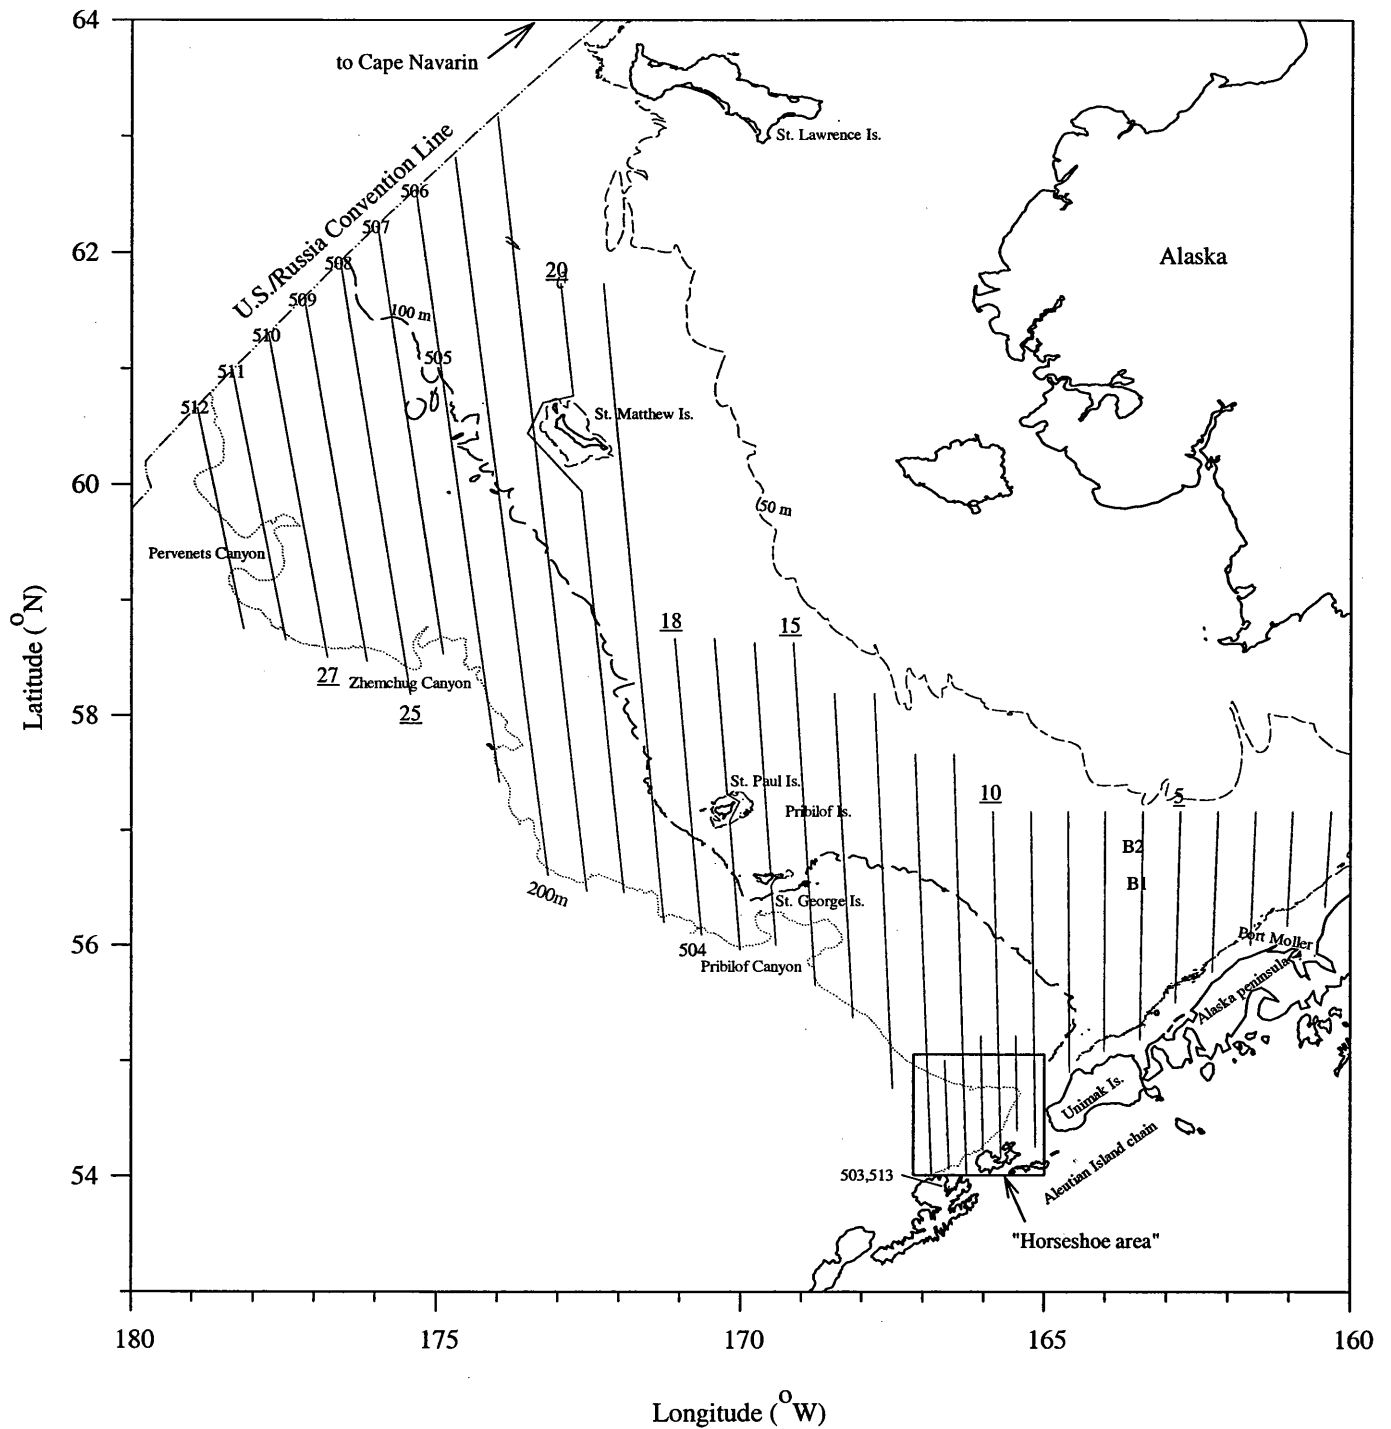 64
to Cape Navarin
St. Lawrence Is.
U.S./Russia Convention Line
506
507
Alaska
62
508
20
509
100 m
510
505
511
512
St. Matthew Is.
60
50 m
Pervenets Canyon
Latitude (°N)
18
15
27
Zhemchug Canyon
25
58
St. Paul Is.
Pribilof Is.
10
5
B2
B1
200m
St. George Is.
504
Pribilof Canyon
56
Port Moller
Alaska peninsula
Unimak Is.
Aleutian Island chain
503,513
54
"Horseshoe area"
180
175
170
165
160
Longitude (°W)